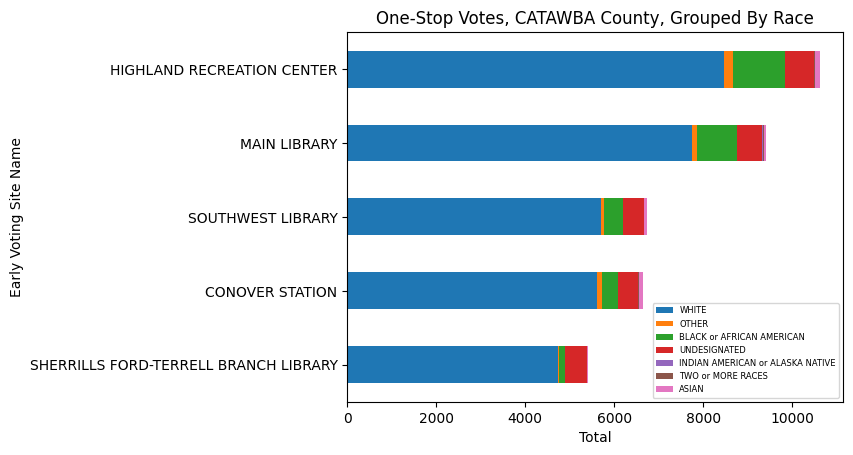 One-Stop Votes, CATAWBA County, Grouped By Race
Early Voting Site Name
HIGHLAND RECREATION CENTER
MAIN LIBRARY
SOUTHWEST LIBRARY
CONOVER STATION
SHERRILLS FORD-TERRELL BRANCH LIBRARY
WHITE
OTHER
BLACK or AFRICAN AMERICAN
UNDESIGNATED
INDIAN AMERICAN or ALASKA NATIVE
TWO or MORE RACES
ASIAN
0 2000 4000 6000 8000 10000
Total